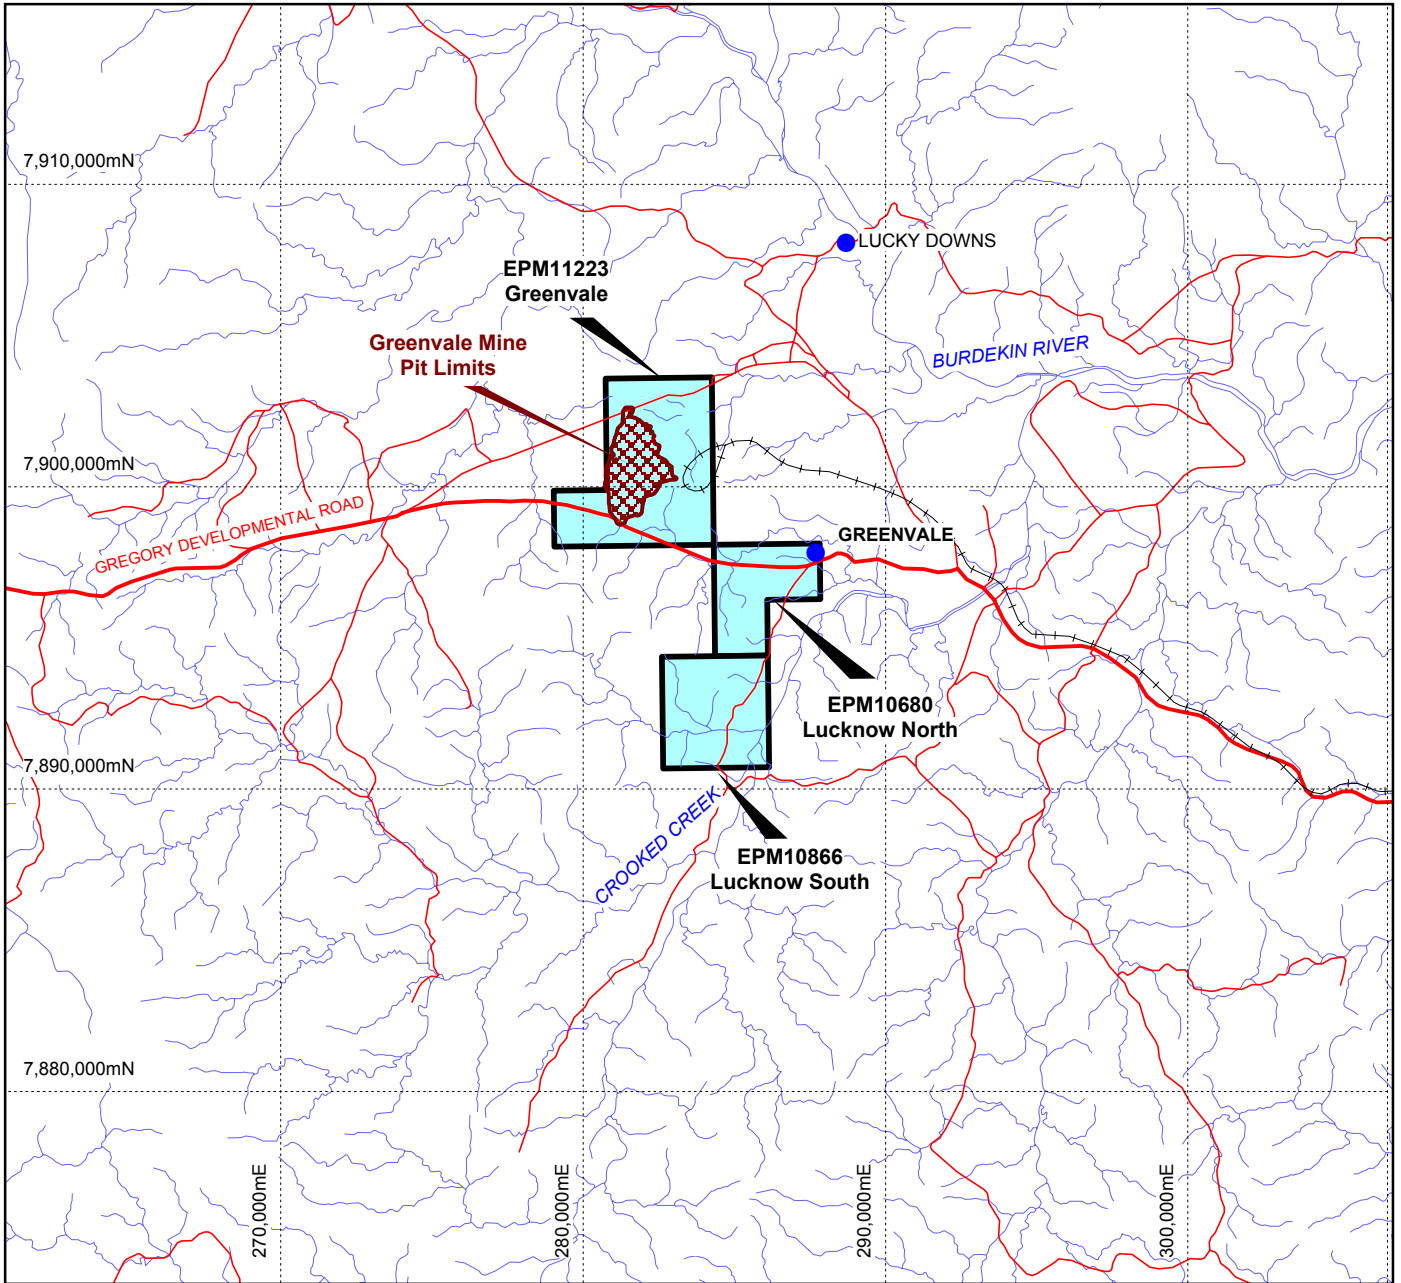 7,910,000mN
LUCKY DOWNS
EPM11223
Greenvale
Greenvale Mine
Pit Limits
BURDEKIN RIVER
7,900,000mN
GREGORY DEVELOPMENTAL ROAD
GREENVALE
EPM10680
Lucknow North
7,890,000mN
CROOKED CREEK
EPM10866
Lucknow South
7,880,000mN
270,000mE
280,000mE
290,000mE
300,000mE